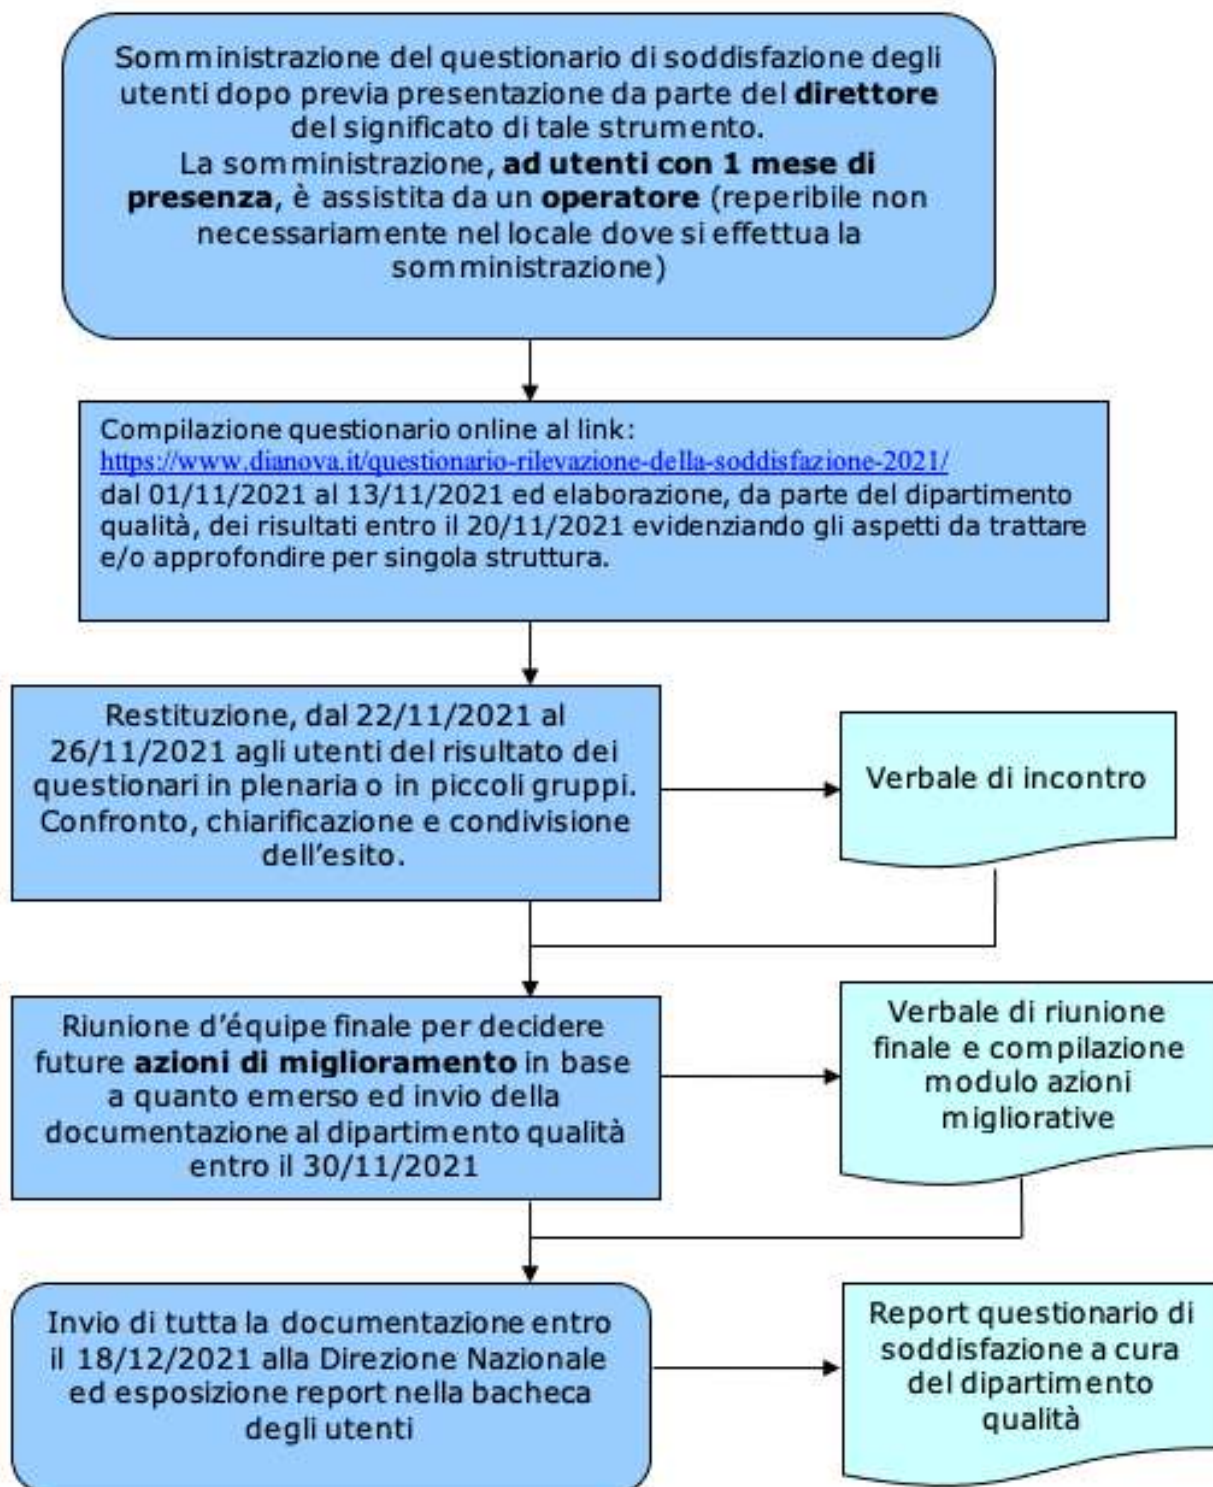 Somministrazione del questionario di soddisfazione degli
utenti dopo previa presentazione da parte del direttore
del significato di tale strumento.
La somministrazione, ad utenti con 1 mese di
presenza, è assistita da un operatore (reperibile non
necessariamente nel locale dove si effettua la
somministrazione)
Compilazione questionario online al link:
https://www.dianova.it/questionario-rilevazione-della-soddisfazione-2021/
dal 01/11/2021 al 13/11/2021 ed elaborazione, da parte del dipartimento
qualità, dei risultati entro il 20/11/2021 evidenziando gli aspetti da trattare
e/o approfondire per singola struttura.
Restituzione, dal 22/11/2021 al
26/11/2021 agli utenti del risultato dei
questionari in plenaria o in piccoli gruppi.
Confronto, chiarificazione e condivisione
dell'esito.
Verbale di incontro
Riunione d'équipe finale per decidere
future azioni di miglioramento in base
a quanto emerso ed invio della
documentazione al dipartimento qualità
entro il 30/11/2021
Verbale di riunione
finale e compilazione
modulo azioni
migliorative
Invio di tutta la documentazione entro
il 18/12/2021 alla Direzione Nazionale
ed esposizione report nella bacheca
degli utenti
Report questionario di
soddisfazione a cura
del dipartimento
qualità